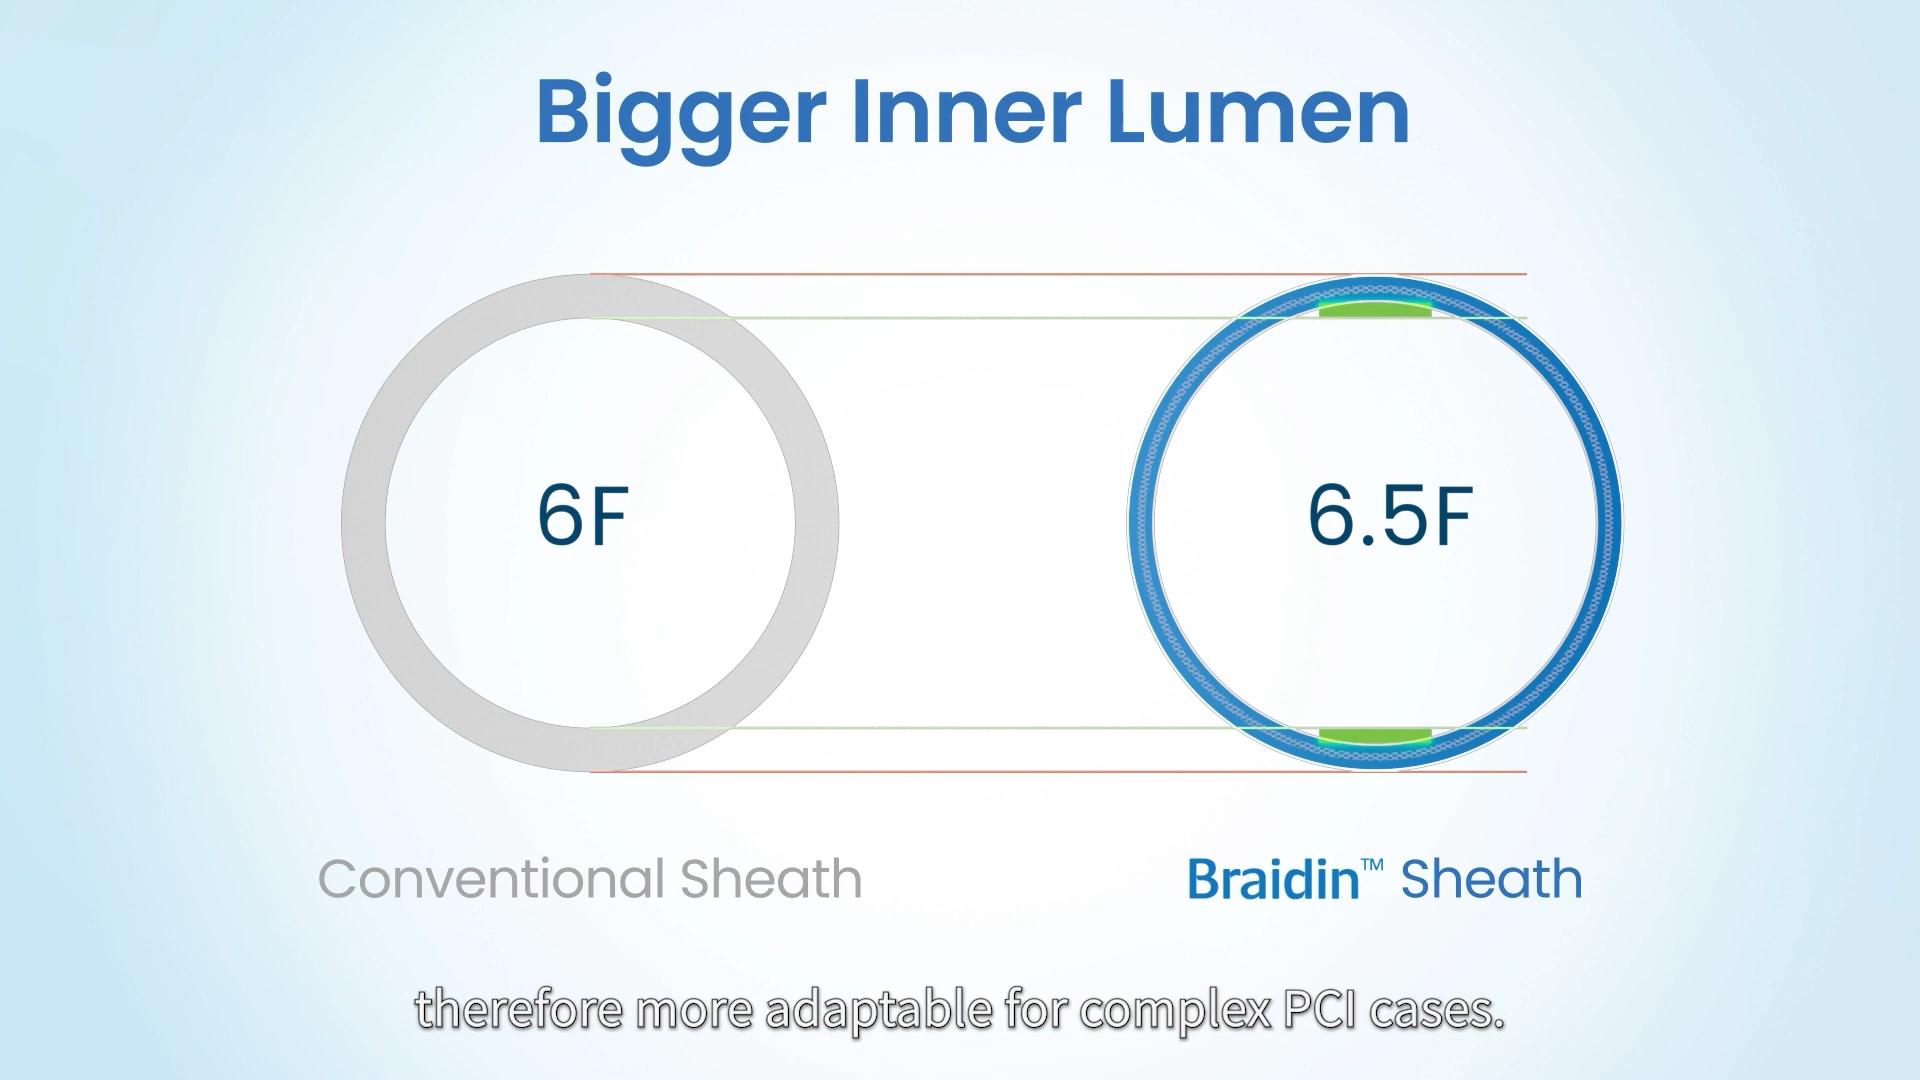 Bigger Inner Lumen
6F
6.5F
Conventional Sheath
Braidin™ Sheath
therefore more adaptable for complex PCI cases.